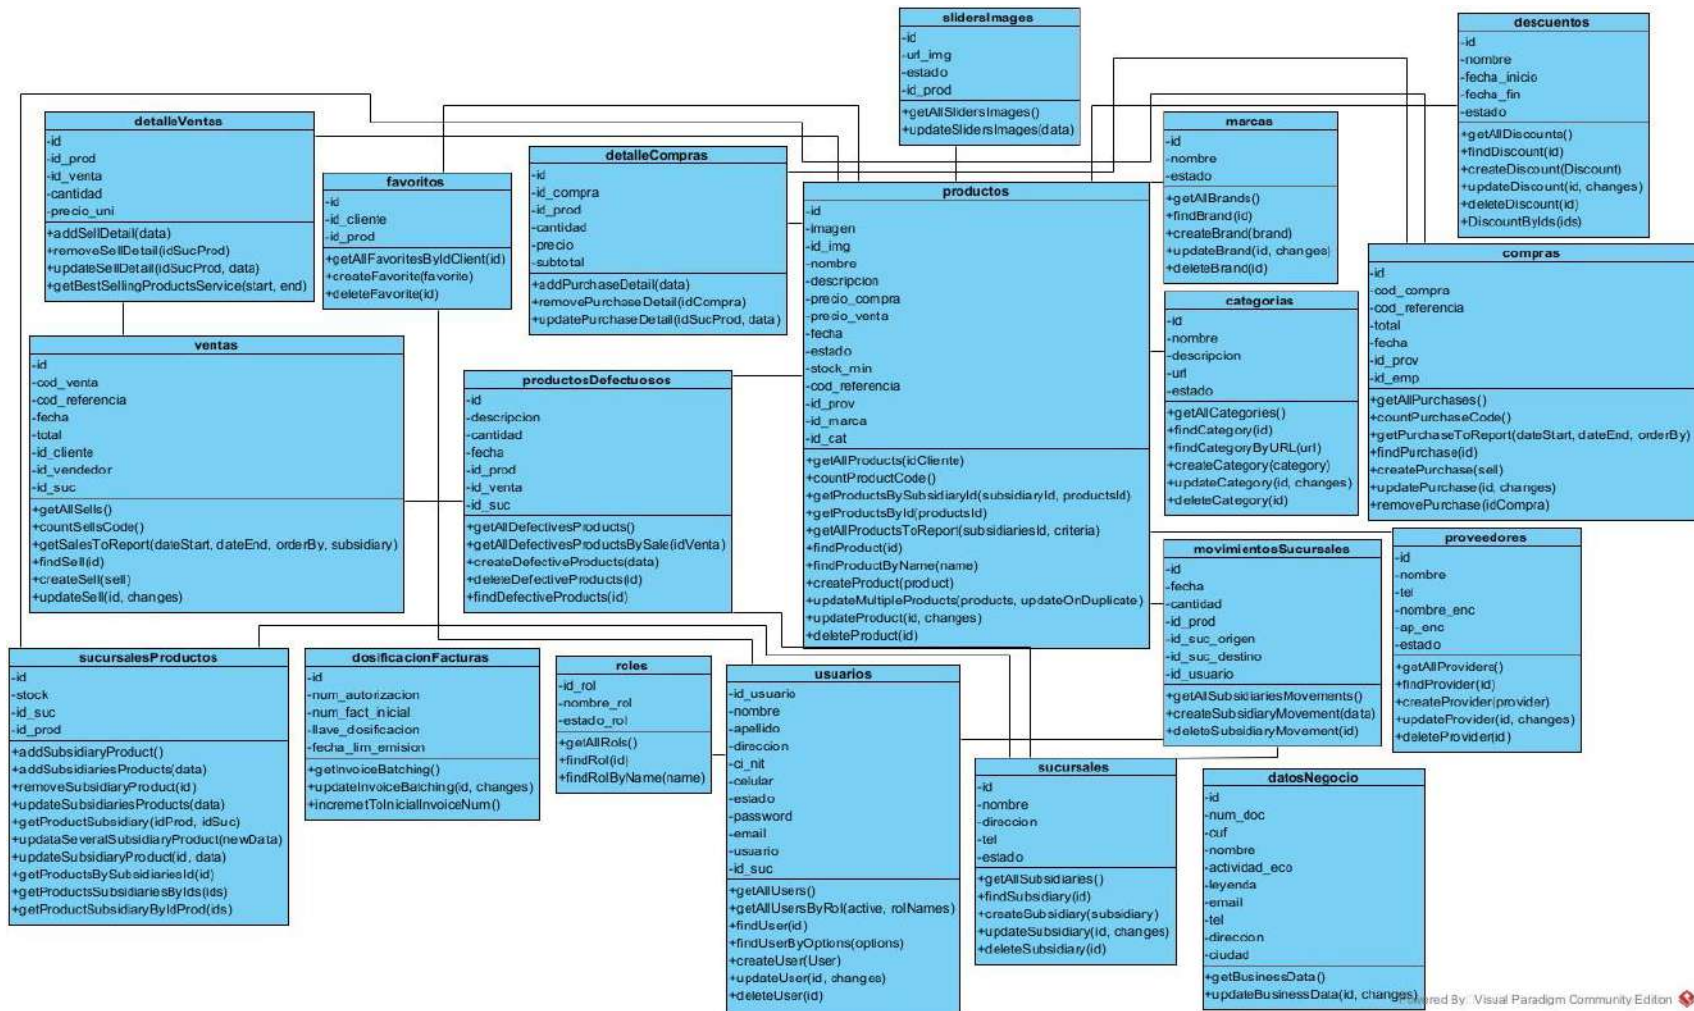 slidersImages
-id
-url_img
-estado
-id_prod
+getAllSlidersImages()
+updateSlidersImages(data)
descuentos
-id
-nombre
-fecha_inicio
-fecha_fin
-estado
+getAllDiscounts()
+findDiscount(id)
+createDiscount(Discount)
+updateDiscount(id, changes)
+deleteDiscount(id)
+DiscountByIds(ids)
detalleVentas
-id
-id_prod
-id_venta
-cantidad
-precio_uni
+addSellDetail(data)
+removeSellDetail(idSucProd)
+updateSellDetail(idSucProd, data)
+getBestSellingProductsService(start, end)
favoritos
-id
-id_cliente
-id_prod
+getAllFavoritesByIdClient(id)
+createFavorite(favorite)
+deleteFavorite(id)
detalleCompras
-id
-id_compra
-id_prod
-cantidad
-precio
-subtotal
+addPurchaseDetail(data)
+removePurchaseDetail(idCompra)
+updatePurchaseDetail(idSucProd, data)
productos
-id
-imagen
-id_img
-nombre
-descripcion
-precio_compra
-precio_venta
-fecha
-estado
-stock_min
-cod_referencia
-id_prov
-id_marca
-id_cat
+getAllProducts(idCliente)
+countProductCode()
+getProductsBySubsidiaryId(subsidiaryId, productsId)
+getProductsById(productsId)
+getAllProductsToReport(subsidiariesId, criteria)
+findProduct(id)
+findProductByName(name)
+createProduct(product)
+updateMultipleProducts(products, updateOnDuplicate)
+updateProduct(id, changes)
+deleteProduct(id)
marcas
-id
-nombre
-estado
+getAllBrands()
+findBrand(id)
+createBrand(brand)
+updateBrand(id, changes)
+deleteBrand(id)
categorias
-id
-nombre
-descripcion
-url
-estado
+getAllCategories()
+findCategory(id)
+findCategoryByURL(url)
+createCategory(category)
+updateCategory(id, changes)
+deleteCategory(id)
compras
-id
-cod_compra
-cod_referencia
-total
-fecha
-id_prov
-id_emp
+getAllPurchases()
+countPurchaseCode()
+getPurchaseToReport(dateStart, dateEnd, orderBy)
+findPurchase(id)
+createPurchase(sell)
+updatePurchase(id, changes)
+removePurchase(idCompra)
ventas
-id
-cod_venta
-cod_referencia
-fecha
-total
-id_cliente
-id_vendedor
-id_suc
+getAllSells()
+countSellsCode()
+getSalesToReport(dateStart, dateEnd, orderBy, subsidiary)
+findSell(id)
+createSell(sell)
+updateSell(id, changes)
productosDefectuosos
-id
-descripcion
-cantidad
-fecha
-id_prod
-id_venta
-id_suc
+getAllDefectivesProducts()
+getAllDefectivesProductsBySale(idVenta)
+createDefectiveProducts(data)
+deleteDefectiveProducts(id)
+findDefectiveProducts(id)
movimientosSucursales
-id
-fecha
-cantidad
-id_prod
-id_suc_origen
-id_suc_destino
-id_usuario
+getAllSubsidiariesMovements()
+createSubsidiaryMovement(data)
+deleteSubsidiaryMovement(id)
proveedores
-id
-nombre
-tel
-nombre_enc
-ap_enc
-estado
+getAllProviders()
+findProvider(id)
+createProvider(provider)
+updateProvider(id, changes)
+deleteProvider(id)
sucursalesProductos
-id
-stock
-id_suc
-id_prod
+addSubsidiaryProduct()
+addSubsidiariesProducts(data)
+removeSubsidiaryProduct(id)
+updateSubsidiariesProducts(data)
+getProductSubsidiary(idProd, idSuc)
+updataSeveralSubsidiaryProduct(newData)
+updateSubsidiaryProduct(id, data)
+getProductsBySubsidiariesId(id)
+getProductsSubsidiariesByIds(ids)
+getProductSubsidiaryByIdProd(ids)
dosificacionFacturas
-id
-num_autorizacion
-num_fact_inicial
-llave_dosificacion
-fecha_lim_emision
+getInvoiceBatching()
+updateInvoiceBatching(id, changes)
+incremetToInicialInvoiceNum()
roles
-id_rol
-nombre_rol
-estado_rol
+getAllRols()
+findRol(id)
+findRolByName(name)
usuarios
-id_usuario
-nombre
-apellido
-direccion
-ci_nit
-celular
-estado
-password
-email
-usuario
-id_suc
+getAllUsers()
+getAllUsersByRol(active, rolNames)
+findUser(id)
+findUserByOptions(options)
+createUser(User)
+updateUser(id, changes)
+deleteUser(id)
sucursales
-id
-nombre
-direccion
-tel
-estado
+getAllSubsidiaries()
+findSubsidiary(id)
+createSubsidiary(subsidiary)
+updateSubsidiary(id, changes)
+deleteSubsidiary(id)
datosNegocio
-id
-num_doc
-cuf
-nombre
-actividad_eco
-leyenda
-email
-tel
-direccion
-ciudad
+getBusinessData()
+updateBusinessData(id, changes)
Powered By: Visual Paradigm Community Edition